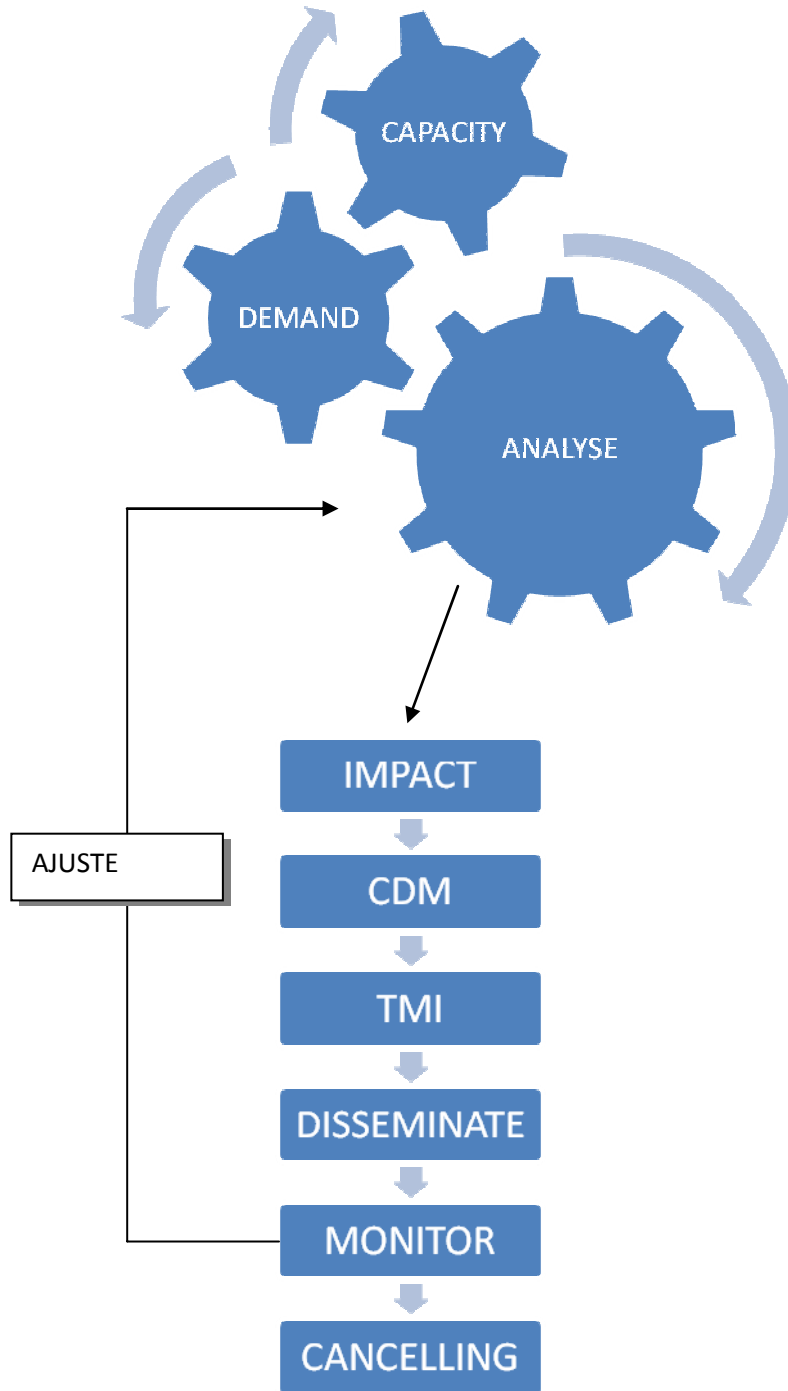 CAPACITY
DEMAND
ANALYSE
IMPACT
AJUSTE
CDM
TMI
DISSEMINATE
MONITOR
CANCELLING